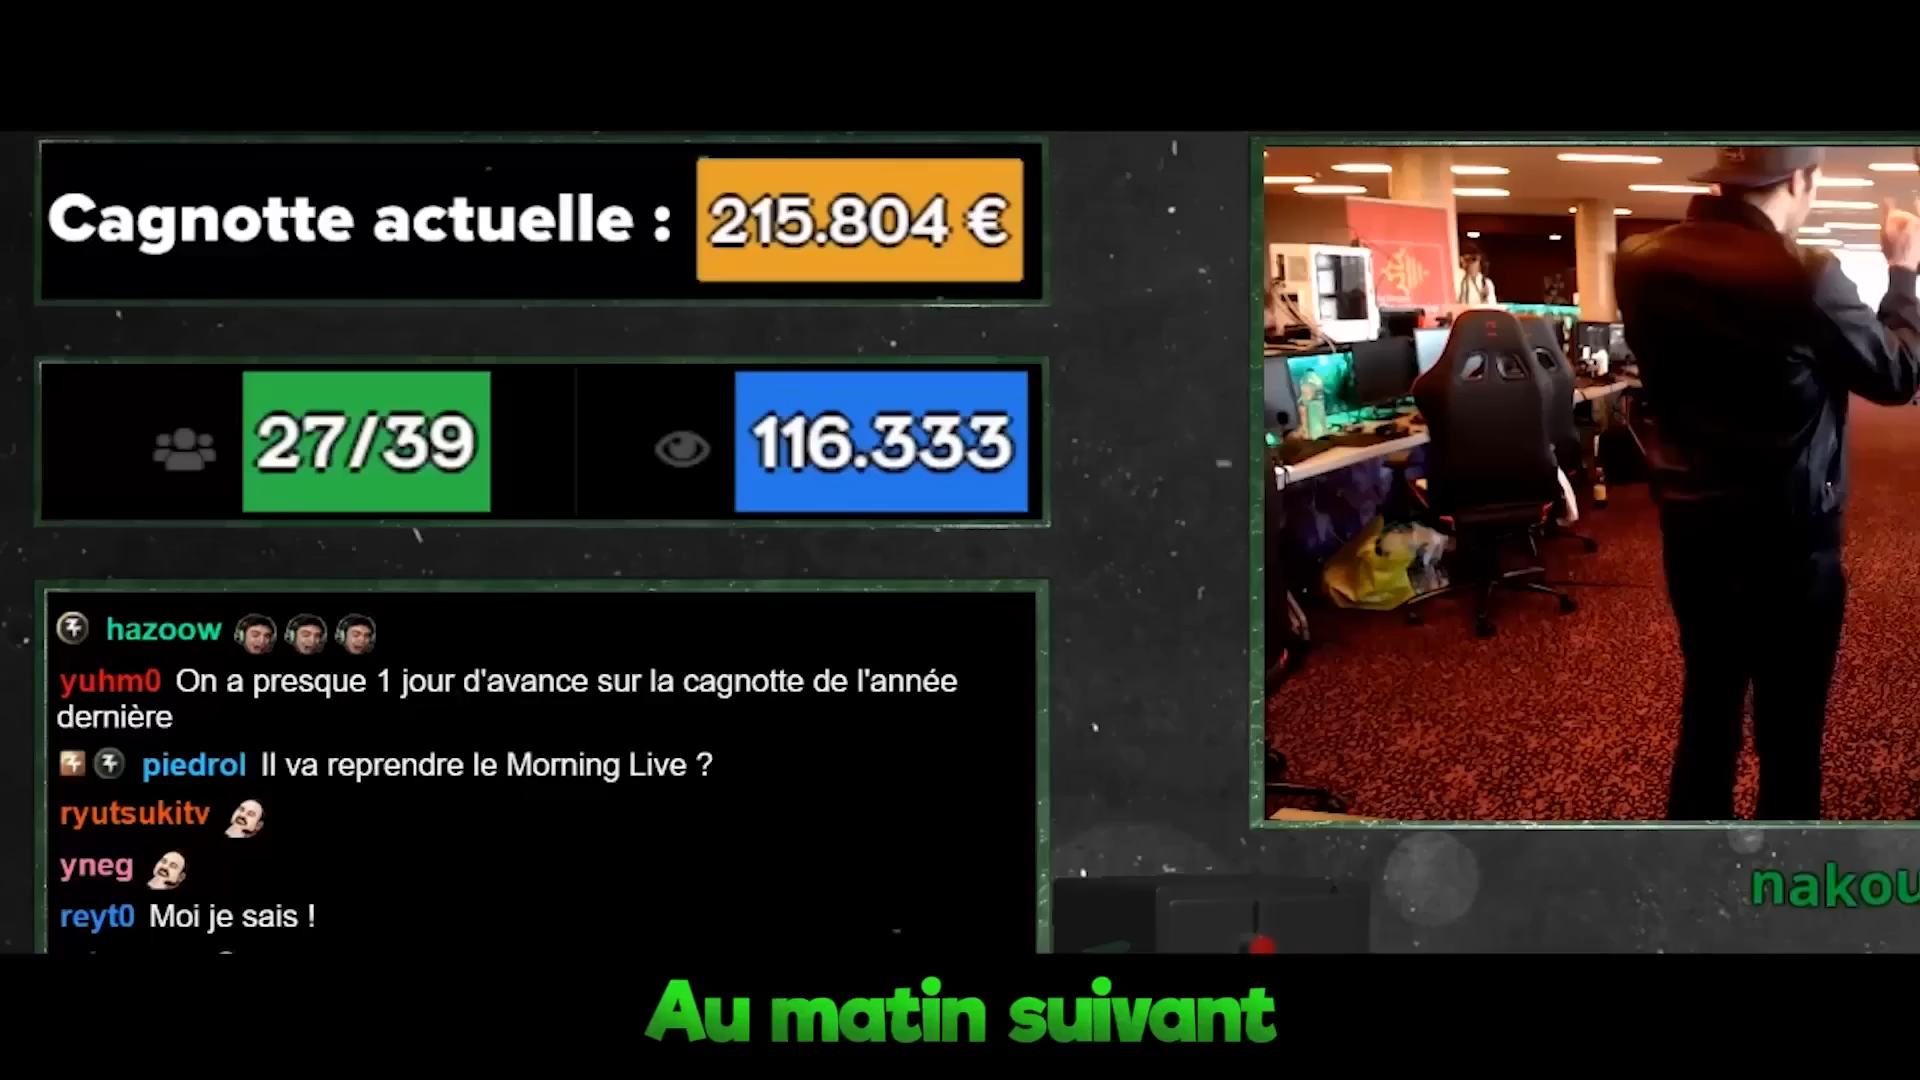 Cagnotte actuelle : 215.804 €
27/39 116.333
hazoow
yuhm0 On a presque 1 jour d'avance sur la cagnotte de l'année
dernière
piedrol Il va reprendre le Morning Live ?
ryutsukitv
yneg
reyt0 Moi je sais !
nakou
Au matin suivant